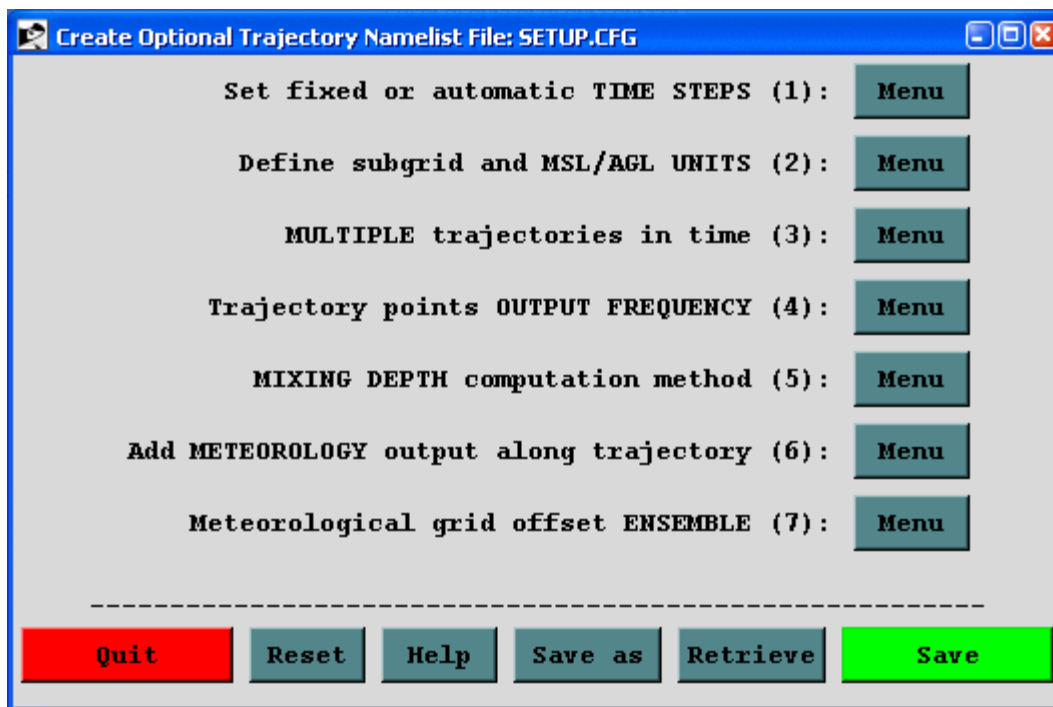 Create Optional Trajectory Namelist File: SETUP.CFG
Set fixed or automatic TIME STEPS (1): Menu
Define subgrid and MSL/AGL UNITS (2): Menu
MULTIPLE trajectories in time (3): Menu
Trajectory points OUTPUT FREQUENCY (4): Menu
MIXING DEPTH computation method (5): Menu
Add METEOROLOGY output along trajectory (6): Menu
Meteorological grid offset ENSEMBLE (7): Menu
Quit Reset Help Save as Retrieve Save